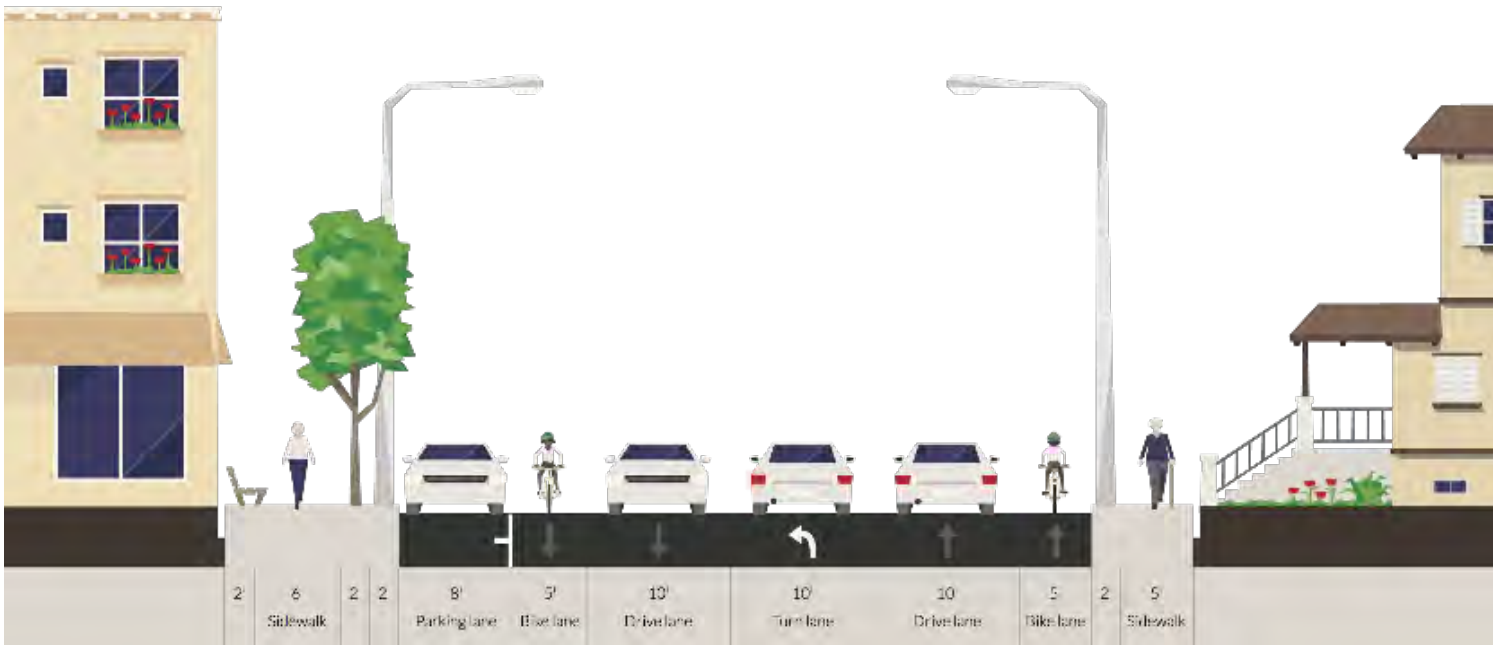 2' 6' 2' 2' 8' 5' 10' 10' 10' 5' 2' 5'
Sidewalk Parking lane Bike lane Drive lane Turn lane Drive lane Bike lane Sidewalk